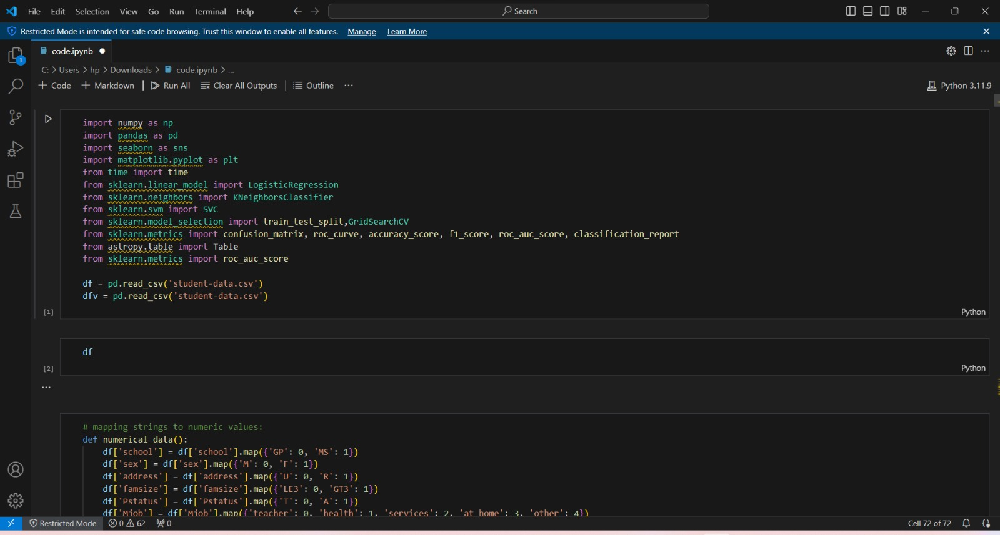 File Edit Selection View Go Run Terminal Help Search
Restricted Mode is intended for safe code browsing. Trust this window to enable all features. Manage Learn More
1
code.ipynb
C: > Users > hp > Downloads > code.ipynb > ...
+ Code + Markdown | Run All Clear All Outputs | Outline ... Python 3.11.9
import numpy as np
import pandas as pd
import seaborn as sns
import matplotlib.pyplot as plt
from time import time
from sklearn.linear_model import LogisticRegression
from sklearn.neighbors import KNeighborsClassifier
from sklearn.svm import SVC
from sklearn.model_selection import train_test_split,GridSearchCV
from sklearn.metrics import confusion_matrix, roc_curve, accuracy_score, f1_score, roc_auc_score, classification_report
from astropy.table import Table
from sklearn.metrics import roc_auc_score
df = pd.read_csv('student-data.csv')
dfv = pd.read_csv('student-data.csv')
[1] Python
df
[2] Python
...
# mapping strings to numeric values:
def numerical_data():
df['school'] = df['school'].map({'GP': 0, 'MS': 1})
df['sex'] = df['sex'].map({'M': 0, 'F': 1})
df['address'] = df['address'].map({'U': 0, 'R': 1})
df['famsize'] = df['famsize'].map({'LE3': 0, 'GT3': 1})
df['Pstatus'] = df['Pstatus'].map({'T': 0, 'A': 1})
df['Mjob'] = df['Mjob'].map({'teacher': 0, 'health': 1, 'services': 2, 'at_home': 3, 'other': 4})
Restricted Mode 0 62 0 Cell 72 of 72